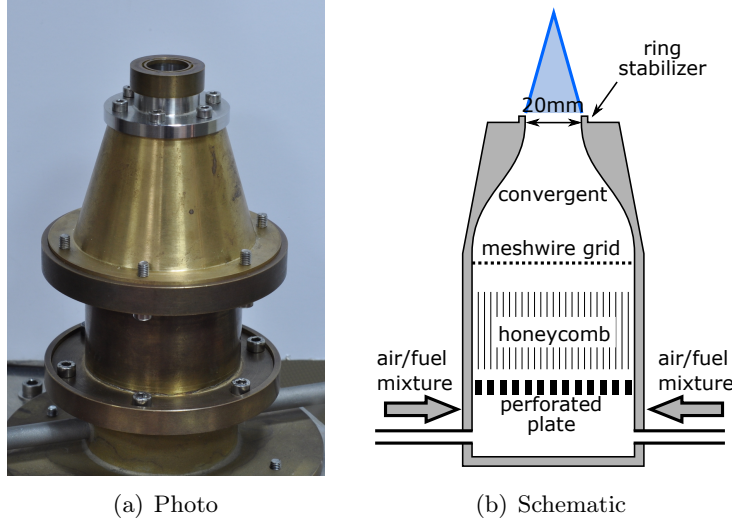 ring
stabilizer
20mm
convergent
meshwire grid
honeycomb
air/fuel
mixture
air/fuel
mixture
perforated
plate
(a) Photo
(b) Schematic